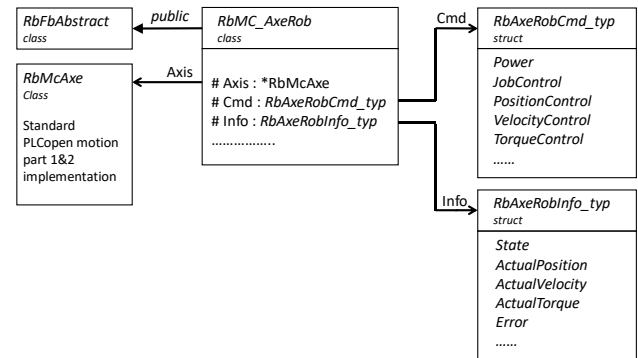 RbFbAbstract
class
public
RbMC_AxeRob
class
# Axis : *RbMcAxe
# Cmd : RbAxeRobCmd_typ
# Info : RbAxeRobInfo_typ
……………..
Axis
RbMcAxe
Class
Standard
PLCopen motion
part 1&2
implementation
Cmd
RbAxeRobCmd_typ
struct
Power
JobControl
PositionControl
VelocityControl
TorqueControl
……
Info
RbAxeRobInfo_typ
struct
State
ActualPosition
ActualVelocity
ActualTorque
Error
……